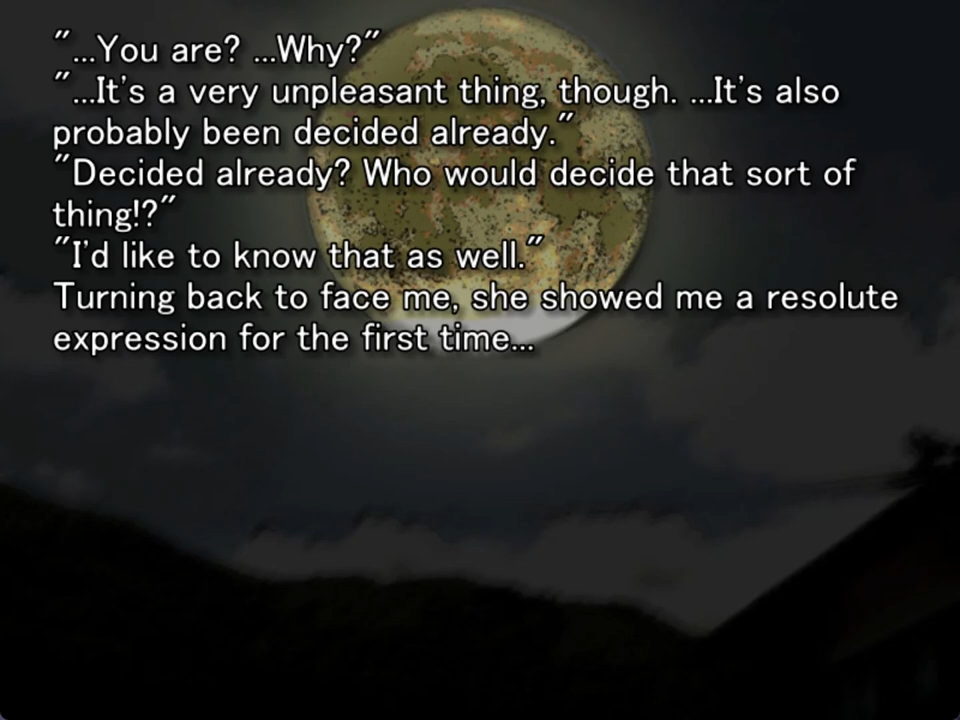 "...You are? ...Why?"
"...It's a very unpleasant thing, though. ...It's also
probably been decided already."
"Decided already? Who would decide that sort of
thing!?"
"I'd like to know that as well."
Turning back to face me, she showed me a resolute
expression for the first time...